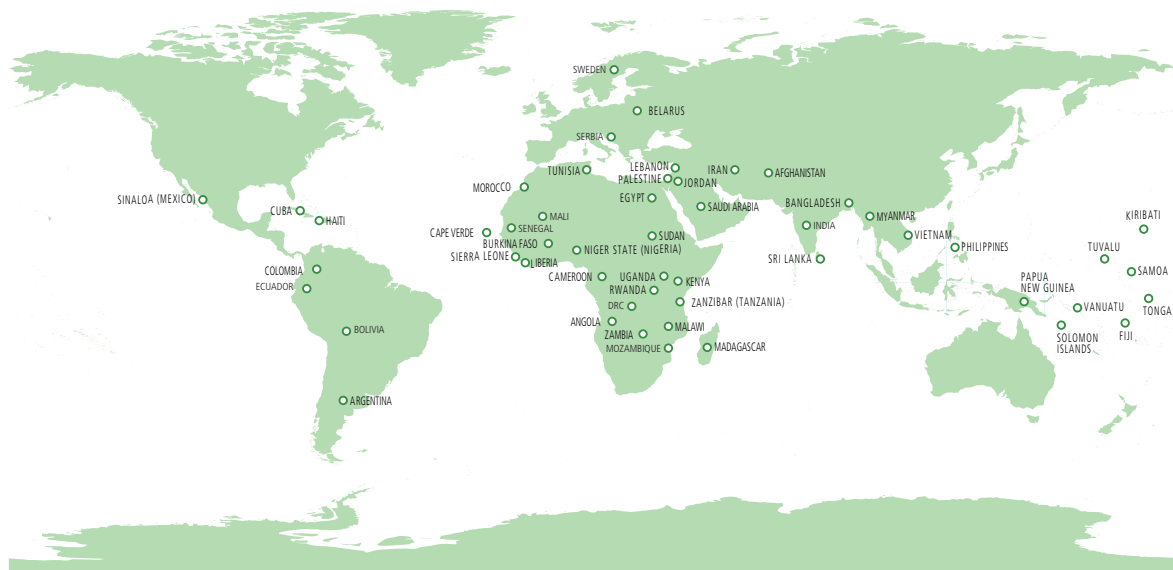 SWEDEN
BELARUS
SERBIA
TUNISIA
LEBANON
PALESTINE
JORDAN
IRAN
AFGHANISTAN
MOROCCO
EGYPT
SAUDI ARABIA
BANGLADESH
SINALOA (MEXICO)
CUBA
HAITI
MALI
SENEGAL
CAPE VERDE
BURKINA FASO
SUDAN
NIGER STATE (NIGERIA)
SIERRA LEONE
LIBERIA
INDIA
MYANMAR
VIETNAM
PHILIPPINES
SRI LANKA
KIRIBATI
TUVALU
SAMOA
COLOMBIA
ECUADOR
CAMEROON
UGANDA
KENYA
RWANDA
DRC
ZANZIBAR (TANZANIA)
PAPUA
NEW GUINEA
VANUATU
TONGA
ANGOLA
ZAMBIA
MALAWI
MOZAMBIQUE
MADAGASCAR
SOLOMON
ISLANDS
FIJI
BOLIVIA
ARGENTINA